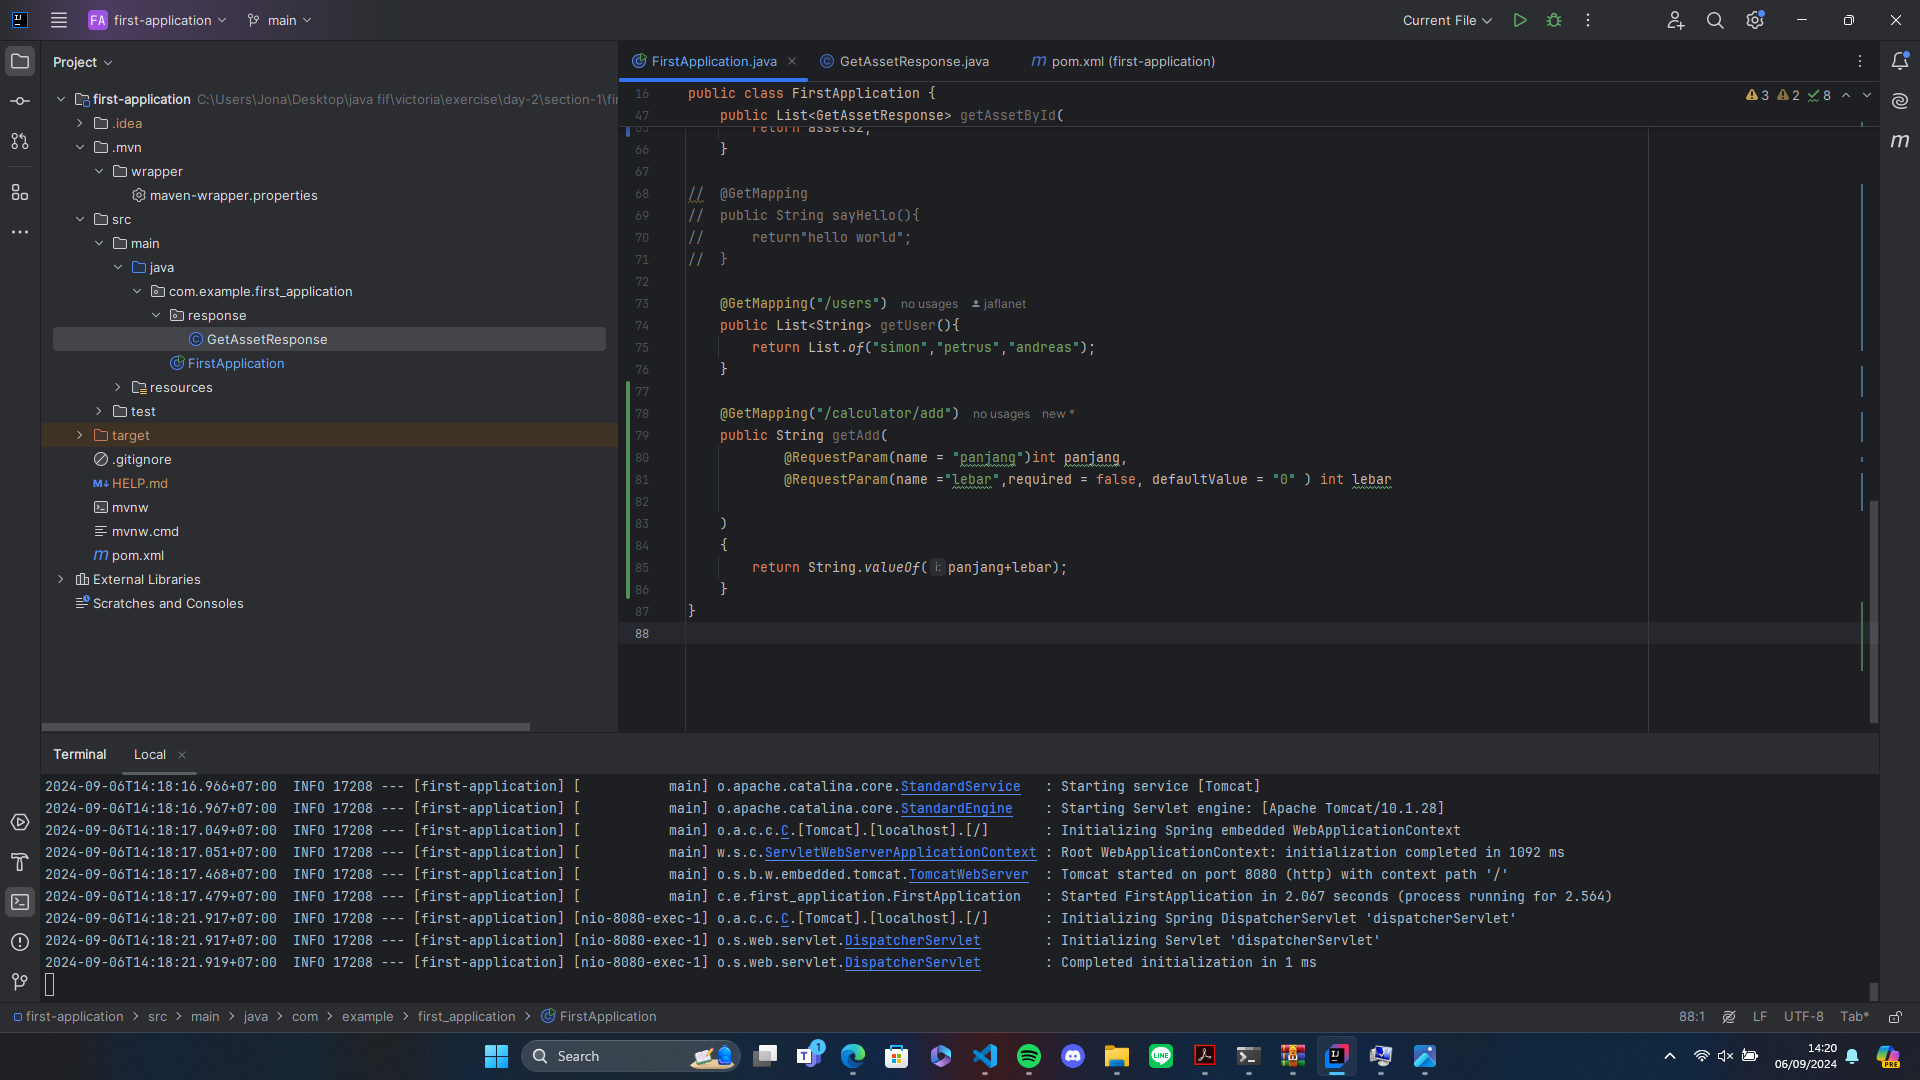 FA first-application main Current File
Project
FirstApplication.java GetAssetResponse.java pom.xml (first-application)
first-application C:\Users\Jona\Desktop\java fif\victoria\exercise\day-2\section-1\fir
.idea
.mvn
wrapper
maven-wrapper.properties
src
main
java
com.example.first_application
response
GetAssetResponse
FirstApplication
resources
test
target
.gitignore
HELP.md
mvnw
mvnw.cmd
pom.xml
External Libraries
Scratches and Consoles
16 public class FirstApplication { 3 2 8
47 public List<GetAssetResponse> getAssetById(
65 return assets2;
66 }
67
68 // @GetMapping
69 // public String sayHello(){
70 // return"hello world";
71 // }
72
73 @GetMapping("/users") no usages jaflanet
74 public List<String> getUser(){
75 return List.of("simon","petrus","andreas");
76 }
77
78 @GetMapping("/calculator/add") no usages new *
79 public String getAdd(
80 @RequestParam(name = "panjang")int panjang,
81 @RequestParam(name ="lebar",required = false, defaultValue = "0" ) int lebar
82
83 )
84 {
85 return String.valueOf( i: panjang+lebar);
86 }
87 }
88
Terminal Local
2024-09-06T14:18:16.966+07:00 INFO 17208 --- [first-application] [ main] o.apache.catalina.core.StandardService : Starting service [Tomcat]
2024-09-06T14:18:16.967+07:00 INFO 17208 --- [first-application] [ main] o.apache.catalina.core.StandardEngine : Starting Servlet engine: [Apache Tomcat/10.1.28]
2024-09-06T14:18:17.049+07:00 INFO 17208 --- [first-application] [ main] o.a.c.c.C.[Tomcat].[localhost].[/] : Initializing Spring embedded WebApplicationContext
2024-09-06T14:18:17.051+07:00 INFO 17208 --- [first-application] [ main] w.s.c.ServletWebServerApplicationContext : Root WebApplicationContext: initialization completed in 1092 ms
2024-09-06T14:18:17.468+07:00 INFO 17208 --- [first-application] [ main] o.s.b.w.embedded.tomcat.TomcatWebServer : Tomcat started on port 8080 (http) with context path '/'
2024-09-06T14:18:17.479+07:00 INFO 17208 --- [first-application] [ main] c.e.first_application.FirstApplication : Started FirstApplication in 2.067 seconds (process running for 2.564)
2024-09-06T14:18:21.917+07:00 INFO 17208 --- [first-application] [nio-8080-exec-1] o.a.c.c.C.[Tomcat].[localhost].[/] : Initializing Spring DispatcherServlet 'dispatcherServlet'
2024-09-06T14:18:21.917+07:00 INFO 17208 --- [first-application] [nio-8080-exec-1] o.s.web.servlet.DispatcherServlet : Initializing Servlet 'dispatcherServlet'
2024-09-06T14:18:21.919+07:00 INFO 17208 --- [first-application] [nio-8080-exec-1] o.s.web.servlet.DispatcherServlet : Completed initialization in 1 ms
first-application > src > main > java > com > example > first_application > FirstApplication 88:1 LF UTF-8 Tab*
Search 1 14:20
06/09/2024